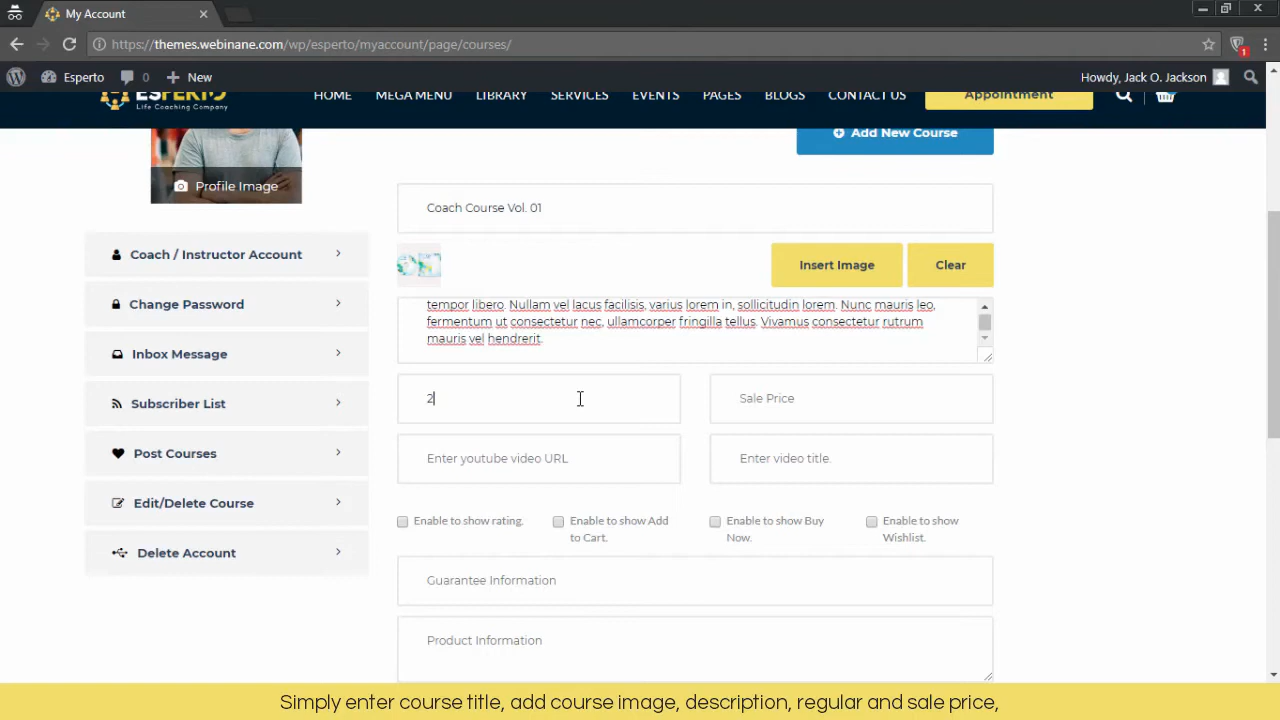 My Account
https://themes.webinane.com/wp/esperto/myaccount/page/courses/
1
Esperto
0
New
Howdy, Jack O. Jackson
ESPERTO
Life Coaching Company
HOME
MEGA MENU
LIBRARY
SERVICES
EVENTS
PAGES
BLOGS
CONTACT US
Appointment
Add New Course
Profile Image
Coach / Instructor Account
Change Password
Inbox Message
Subscriber List
Post Courses
Edit/Delete Course
Delete Account
Coach Course Vol. 01
Insert Image
Clear
tempor libero. Nullam vel lacus facilisis, varius lorem in, sollicitudin lorem. Nunc mauris leo,
fermentum ut consectetur nec, ullamcorper fringilla tellus. Vivamus consectetur rutrum
mauris vel hendrerit.
2
Sale Price
Enter youtube video URL
Enter video title.
Enable to show rating.
Enable to show Add
to Cart.
Enable to show Buy
Now.
Enable to show
Wishlist.
Guarantee Information
Product Information
Simply enter course title, add course image, description, regular and sale price,